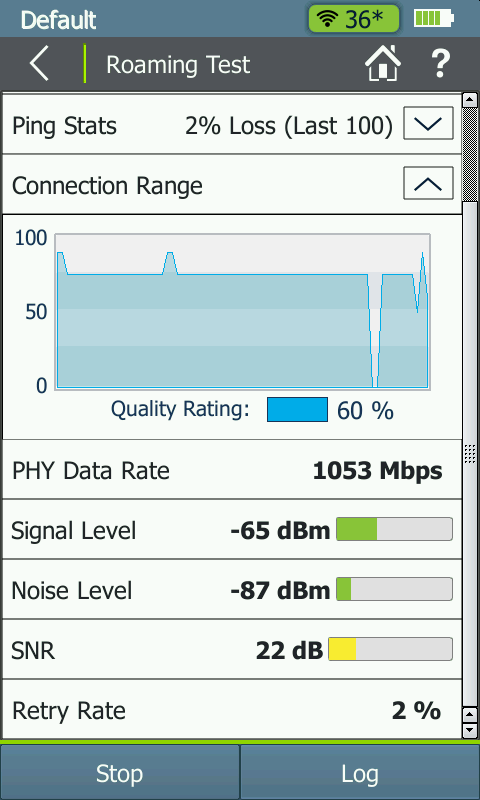 Default 36*
Roaming Test ?
Ping Stats 2% Loss (Last 100)
Connection Range
100
50
0
Quality Rating: 60 %
PHY Data Rate 1053 Mbps
Signal Level -65 dBm
Noise Level -87 dBm
SNR 22 dB
Retry Rate 2 %
Stop Log